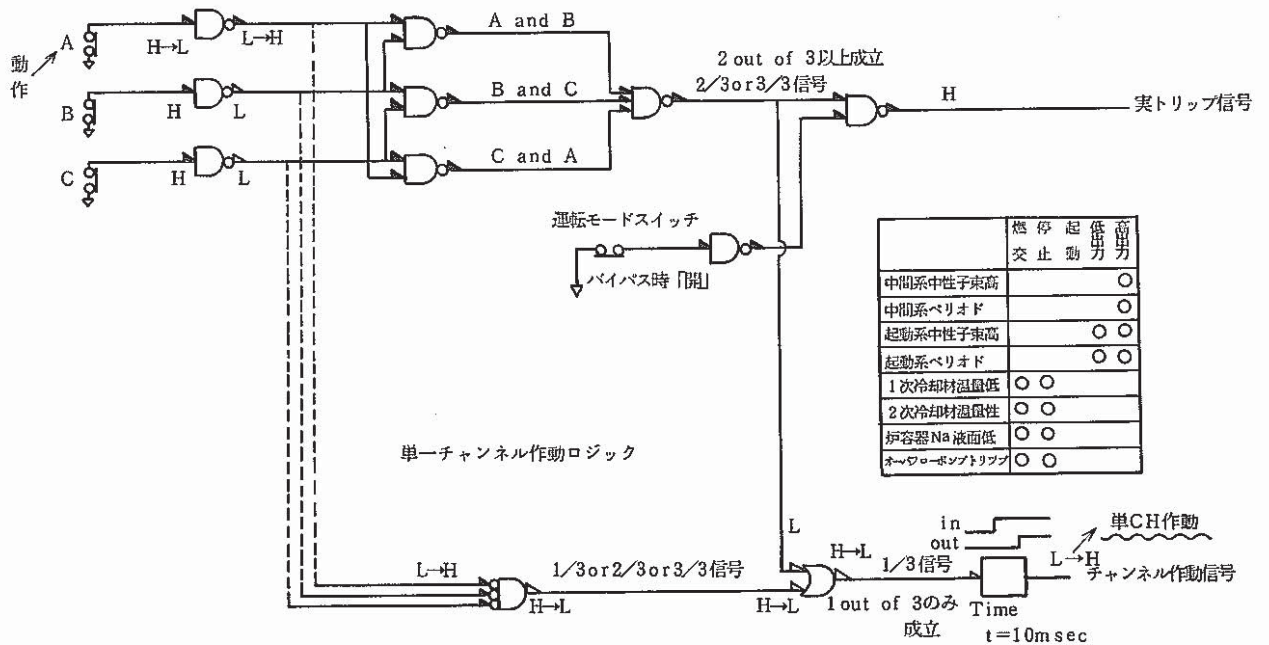 動作
A
H→L
L→H
A and B
B
H
L
B and C
C
H
L
C and A
2 out of 3以上成立
2/3or3/3信号
H
実トリップ信号
運転モードスイッチ
バイパス時「開」
燃交 停止 起動 低出力 高出力
中間系中性子束高 ○
中間系ペリオド ○
起動系中性子束高 ○ ○
起動系ペリオド ○ ○
1次冷却材温量低 ○ ○
2次冷却材温量性 ○ ○
炉容器Na液面低 ○ ○
オーバワーポンプトリップ ○ ○
単一チャンネル作動ロジック
L→H
1/3or2/3or3/3信号
H→L
H→L
L
H→L
1/3信号
1 out of 3のみ
成立
in
out
Time
t=10msec
L→H
単CH作動
チャンネル作動信号